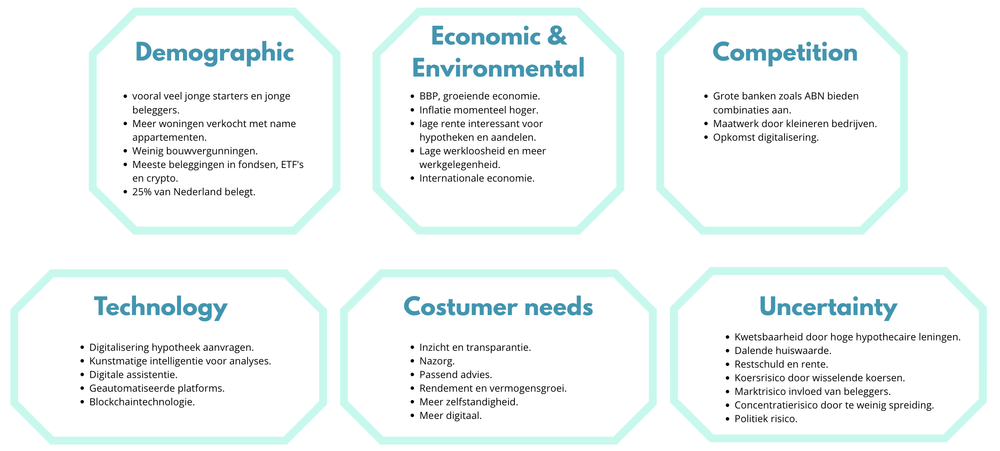 Demographic
• vooral veel jonge starters en jonge
beleggers.
• Meer woningen verkocht met name
appartementen.
• Weinig bouwvergunningen.
• Meeste beleggingen in fondsen, ETF's
en crypto.
• 25% van Nederland belegt.
Economic &
Environmental
• BBP, groeiende economie.
• Inflatie momenteel hoger.
• lage rente interessant voor
hypotheken en aandelen.
• Lage werkloosheid en meer
werkgelegenheid.
• Internationale economie.
Competition
• Grote banken zoals ABN bieden
combinaties aan.
• Maatwerk door kleineren bedrijven.
• Opkomst digitalisering.
Technology
• Digitalisering hypotheek aanvragen.
• Kunstmatige intelligentie voor analyses.
• Digitale assistentie.
• Geautomatiseerde platforms.
• Blockchaintechnologie.
Costumer needs
• Inzicht en transparantie.
• Nazorg.
• Passend advies.
• Rendement en vermogensgroei.
• Meer zelfstandigheid.
• Meer digitaal.
Uncertainty
• Kwetsbaarheid door hoge hypothecaire leningen.
• Dalende huiswaarde.
• Restschuld en rente.
• Koersrisico door wisselende koersen.
• Marktrisico invloed van beleggers.
• Concentratierisico door te weinig spreiding.
• Politiek risico.